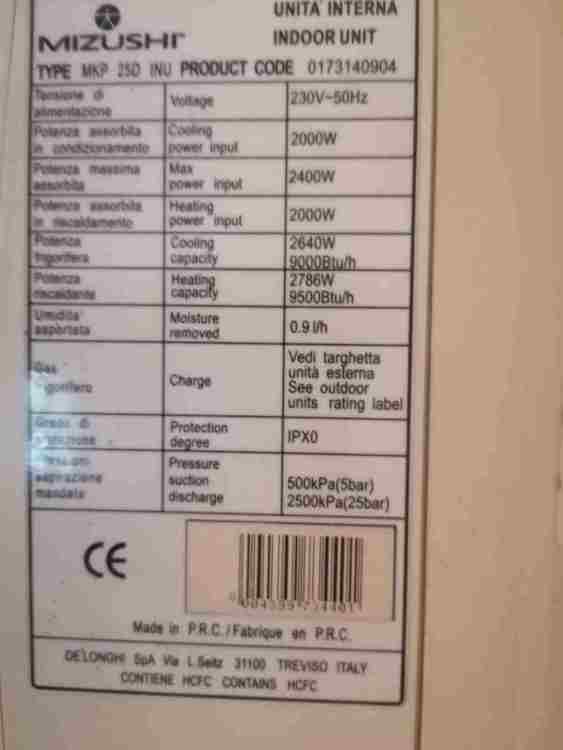 UNITA' INTERNA
MIZUSHI
INDOOR UNIT
TYPE MKP 25D INU PRODUCT CODE 0173140904
Tensione di alimentazione Voltage 230V~50Hz
Potenza assorbita Cooling
in condizionamento power input 2000W
Potenza massima Max
assorbita power input 2400W
Potenza assorbita Heating
in riscaldamento power input 2000W
Potenza Cooling 2640W
frigorifera capacity 9000Btu/h
Potenza Heating 2786W
riscaldante capacity 9500Btu/h
Umidita' Moisture
asportata removed 0.9 l/h
Vedi targhetta
Gas unità esterna
frigorifero Charge See outdoor
units rating label
Grado di Protection
protezione degree IPX0
Pressure
aspirazione suction 500kPa(5bar)
mandata discharge 2500kPa(25bar)
CE
Made in P.R.C./Fabrique en P.R.C.
DE'LONGHI SpA Via L.Seitz 31100 TREVISO ITALY
CONTIENE HCFC CONTAINS HCFC